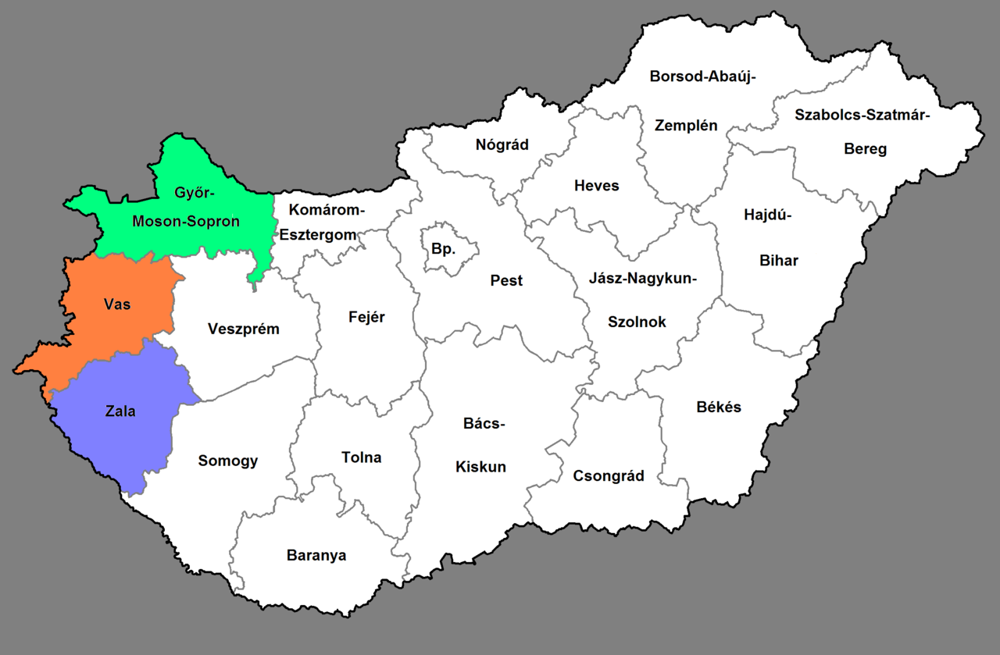 Borsod-Abaúj-
Zemplén
Szabolcs-Szatmár-
Bereg
Nógrád
Heves
Győr-
Moson-Sopron
Komárom-
Esztergom
Hajdú-
Bihar
Bp.
Pest
Jász-Nagykun-
Szolnok
Vas
Veszprém
Fejér
Zala
Békés
Bács-
Kiskun
Somogy
Tolna
Csongrád
Baranya